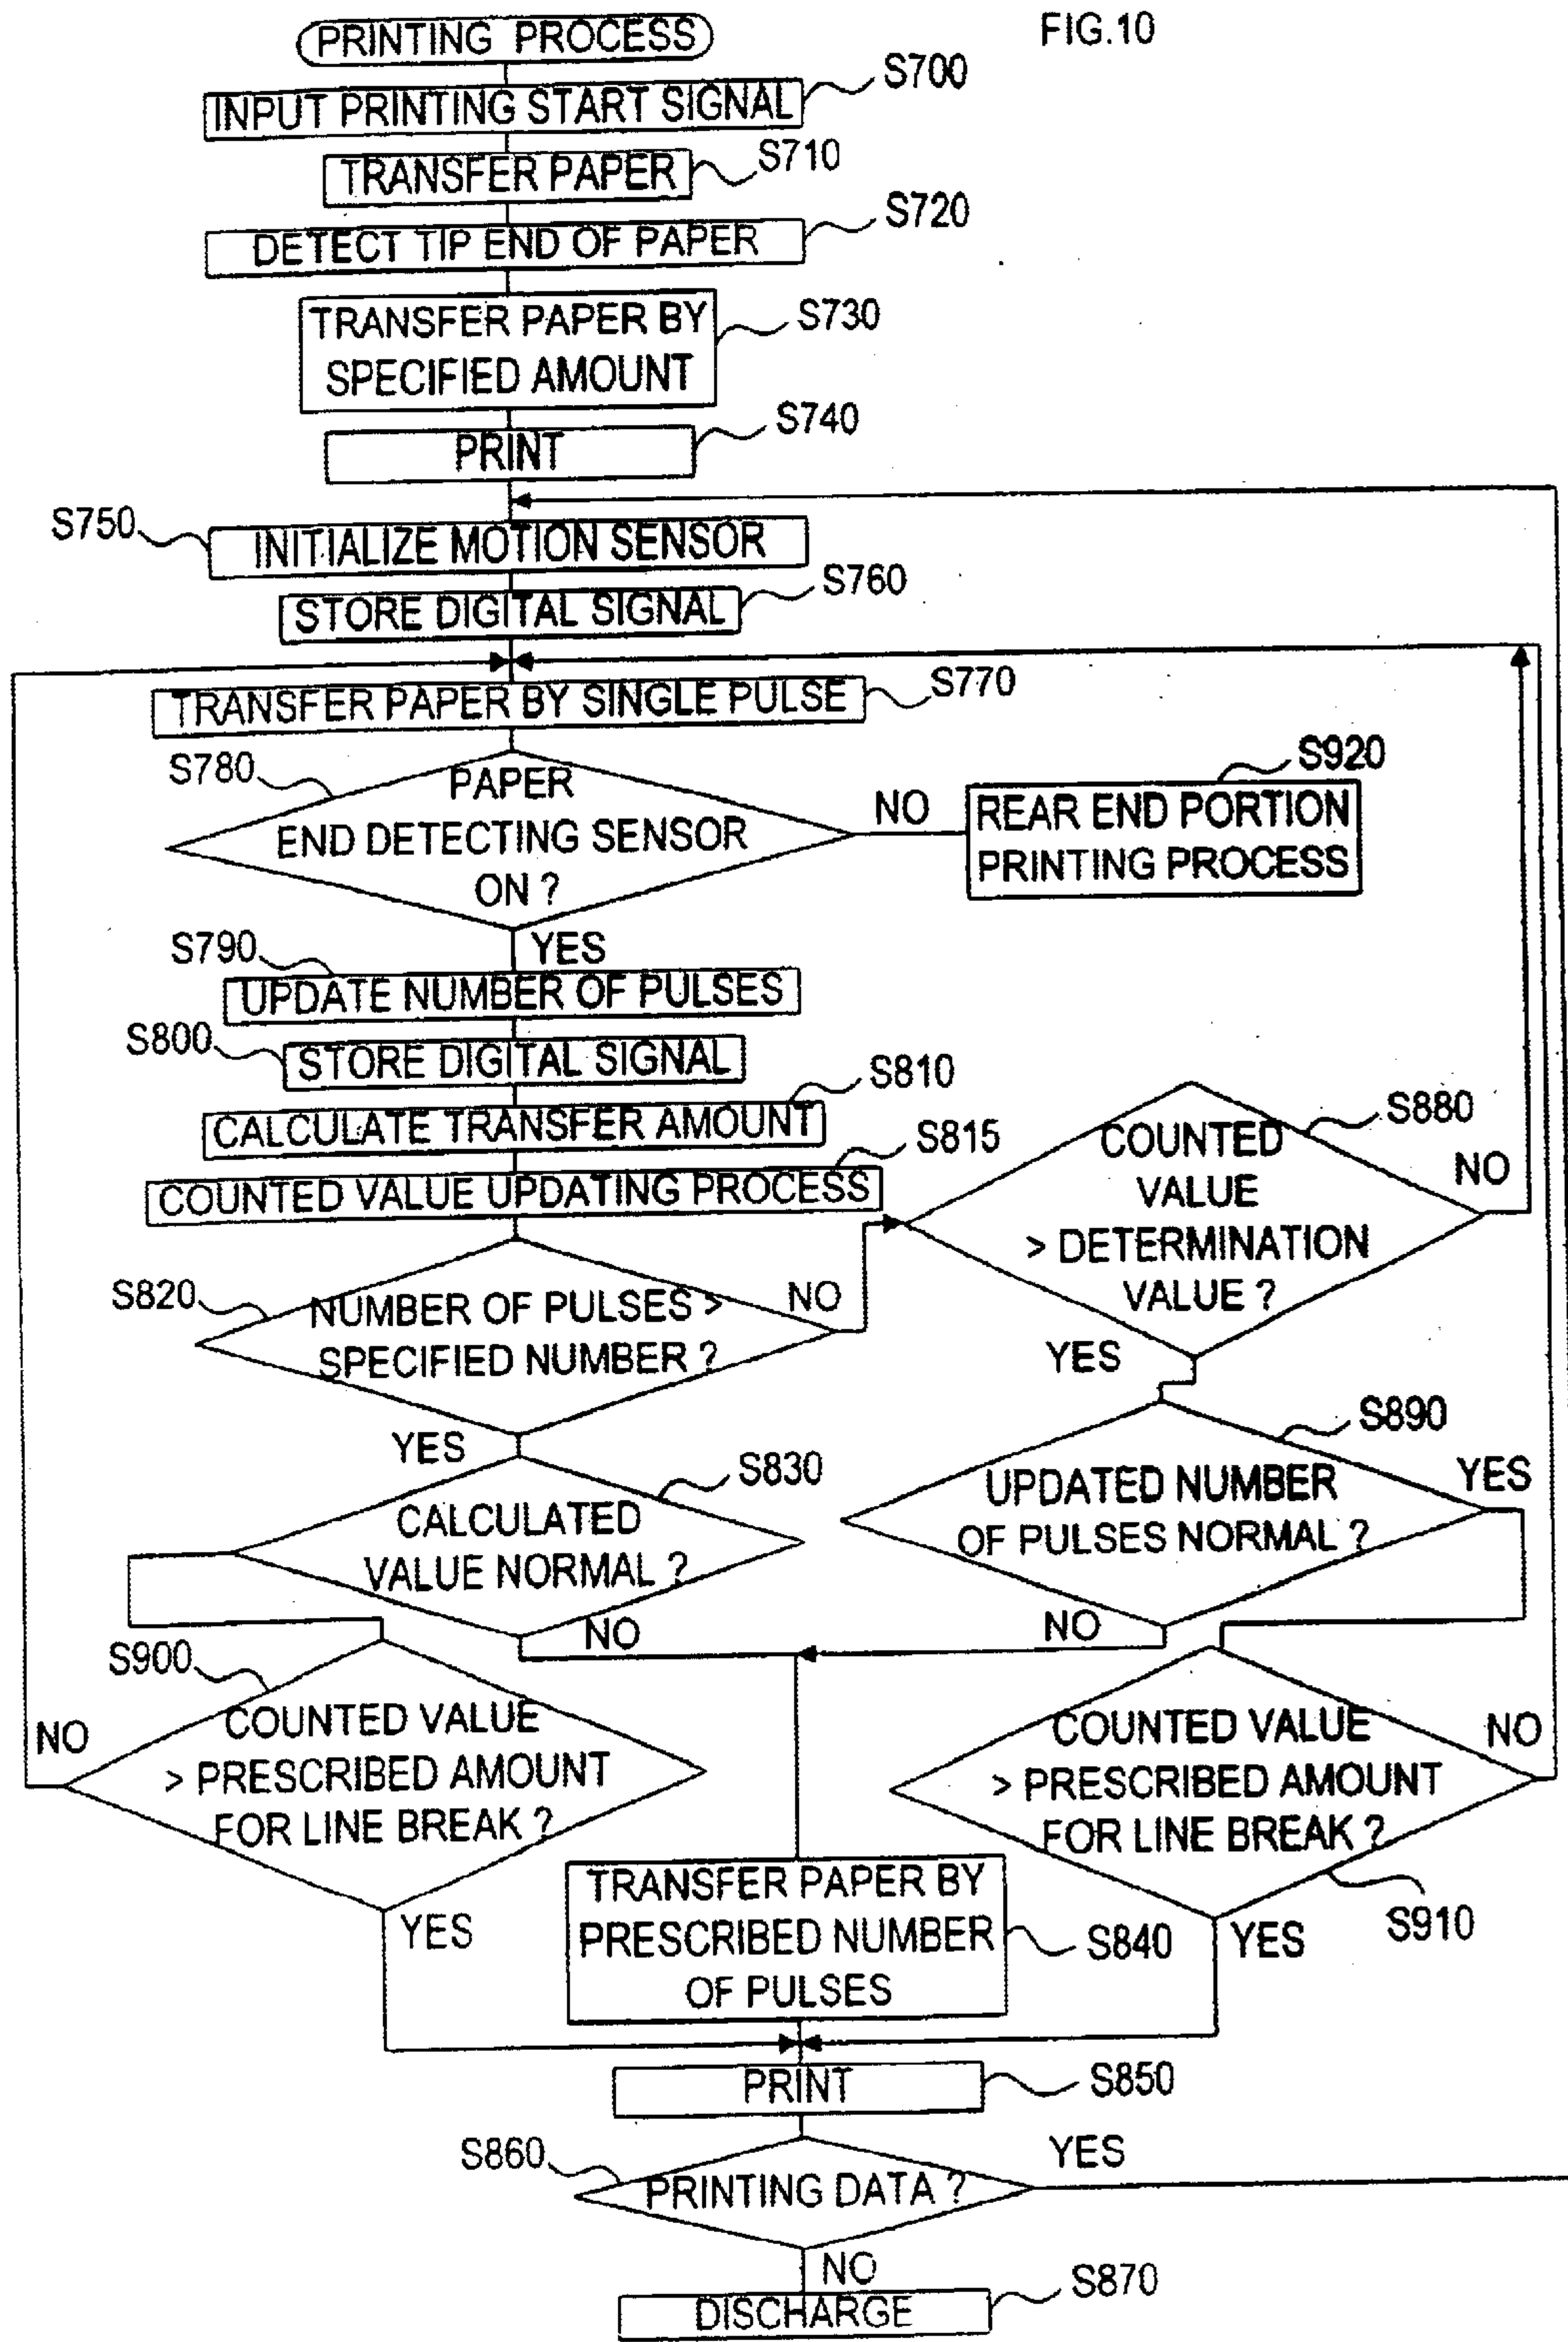 FIG.10
PRINTING PROCESS
S700
INPUT PRINTING START SIGNAL
S710
TRANSFER PAPER
S720
DETECT TIP END OF PAPER
S730
TRANSFER PAPER BY
SPECIFIED AMOUNT
S740
PRINT
S750
INITIALIZE MOTION SENSOR
S760
STORE DIGITAL SIGNAL
S770
TRANSFER PAPER BY SINGLE PULSE
S780
PAPER
END DETECTING SENSOR
ON ?
NO
S920
REAR END PORTION
PRINTING PROCESS
YES
S790
UPDATE NUMBER OF PULSES
S800
STORE DIGITAL SIGNAL
S810
CALCULATE TRANSFER AMOUNT
S815
COUNTED VALUE UPDATING PROCESS
S820
NUMBER OF PULSES >
SPECIFIED NUMBER ?
NO
S880
COUNTED
VALUE
> DETERMINATION
VALUE ?
NO
YES
YES
S830
CALCULATED
VALUE NORMAL ?
NO
S890
UPDATED NUMBER
OF PULSES NORMAL ?
YES
NO
S900
COUNTED VALUE
> PRESCRIBED AMOUNT
FOR LINE BREAK ?
NO
YES
COUNTED VALUE
> PRESCRIBED AMOUNT
FOR LINE BREAK ?
NO
S910
YES
TRANSFER PAPER BY
PRESCRIBED NUMBER
OF PULSES
S840
PRINT
S850
S860
PRINTING DATA ?
YES
NO
S870
DISCHARGE